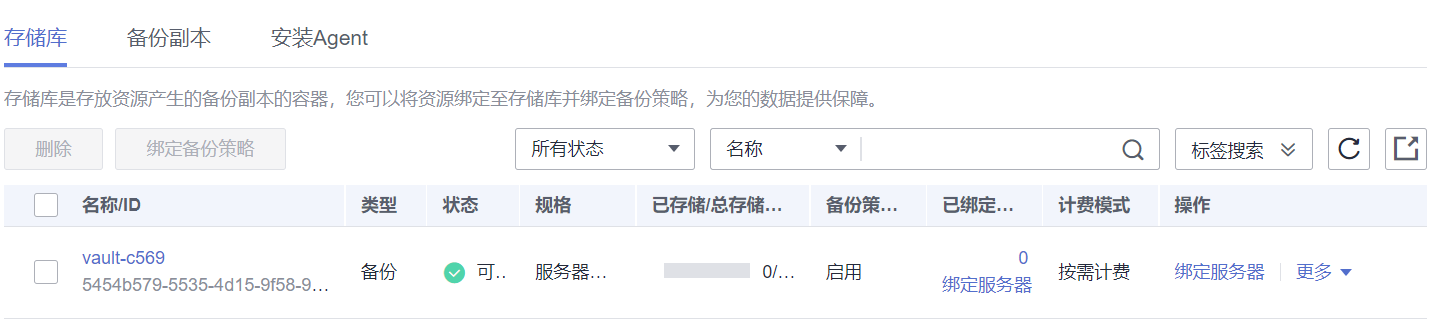 存储库 备份副本 安装Agent
存储库是存放资源产生的备份副本的容器，您可以将资源绑定至存储库并绑定备份策略，为您的数据提供保障。
删除 绑定备份策略 所有状态 名称 标签搜索
名称/ID 类型 状态 规格 已存储/总存储... 备份策... 已绑定... 计费模式 操作
vault-c569 0
备份 可... 服务器... 0/... 启用 按需计费 绑定服务器 更多
5454b579-5535-4d15-9f58-9... 绑定服务器